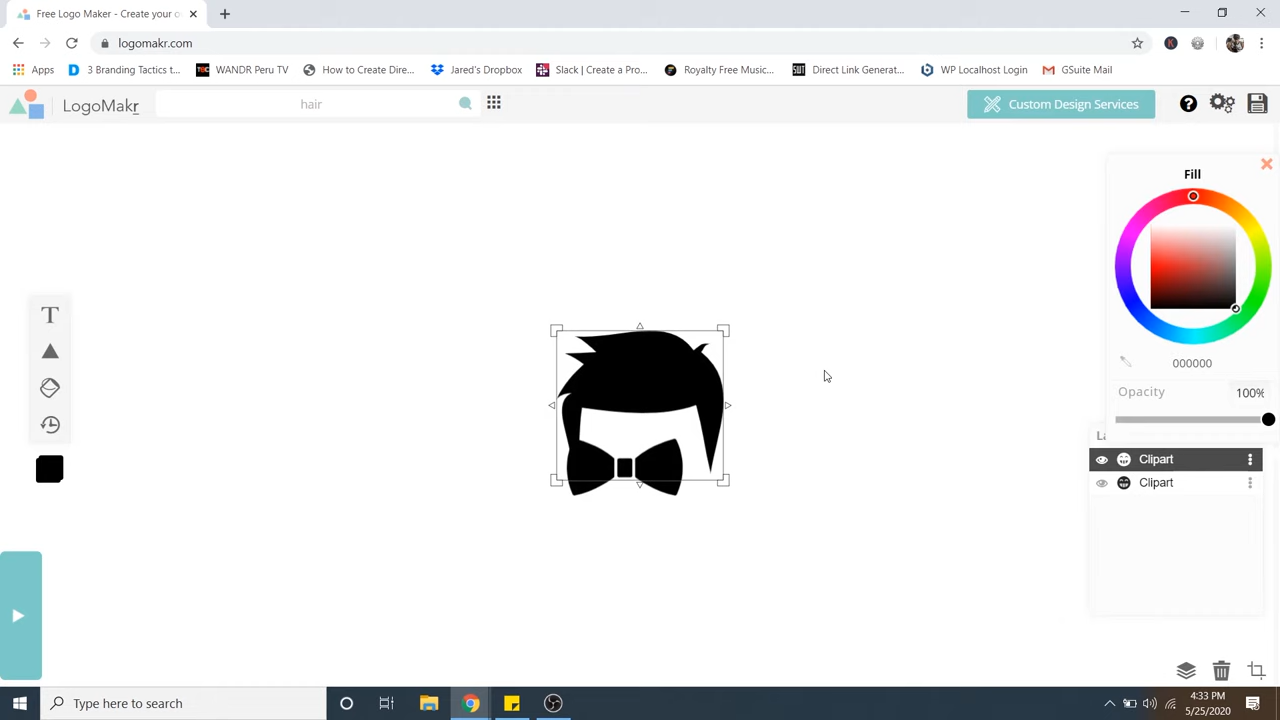 Free Logo Maker - Create your o
logomakr.com
Apps
3 Branding Tactics t...
WANDR Peru TV
How to Create Dire...
Jared's Dropbox
Slack | Create a Pro...
Royalty Free Music...
Direct Link Generat...
WP Localhost Login
GSuite Mail
LogoMakr
hair
Custom Design Services
Fill
000000
Opacity
100%
La
Clipart
Clipart
T
Type here to search
4:33 PM
5/25/2020